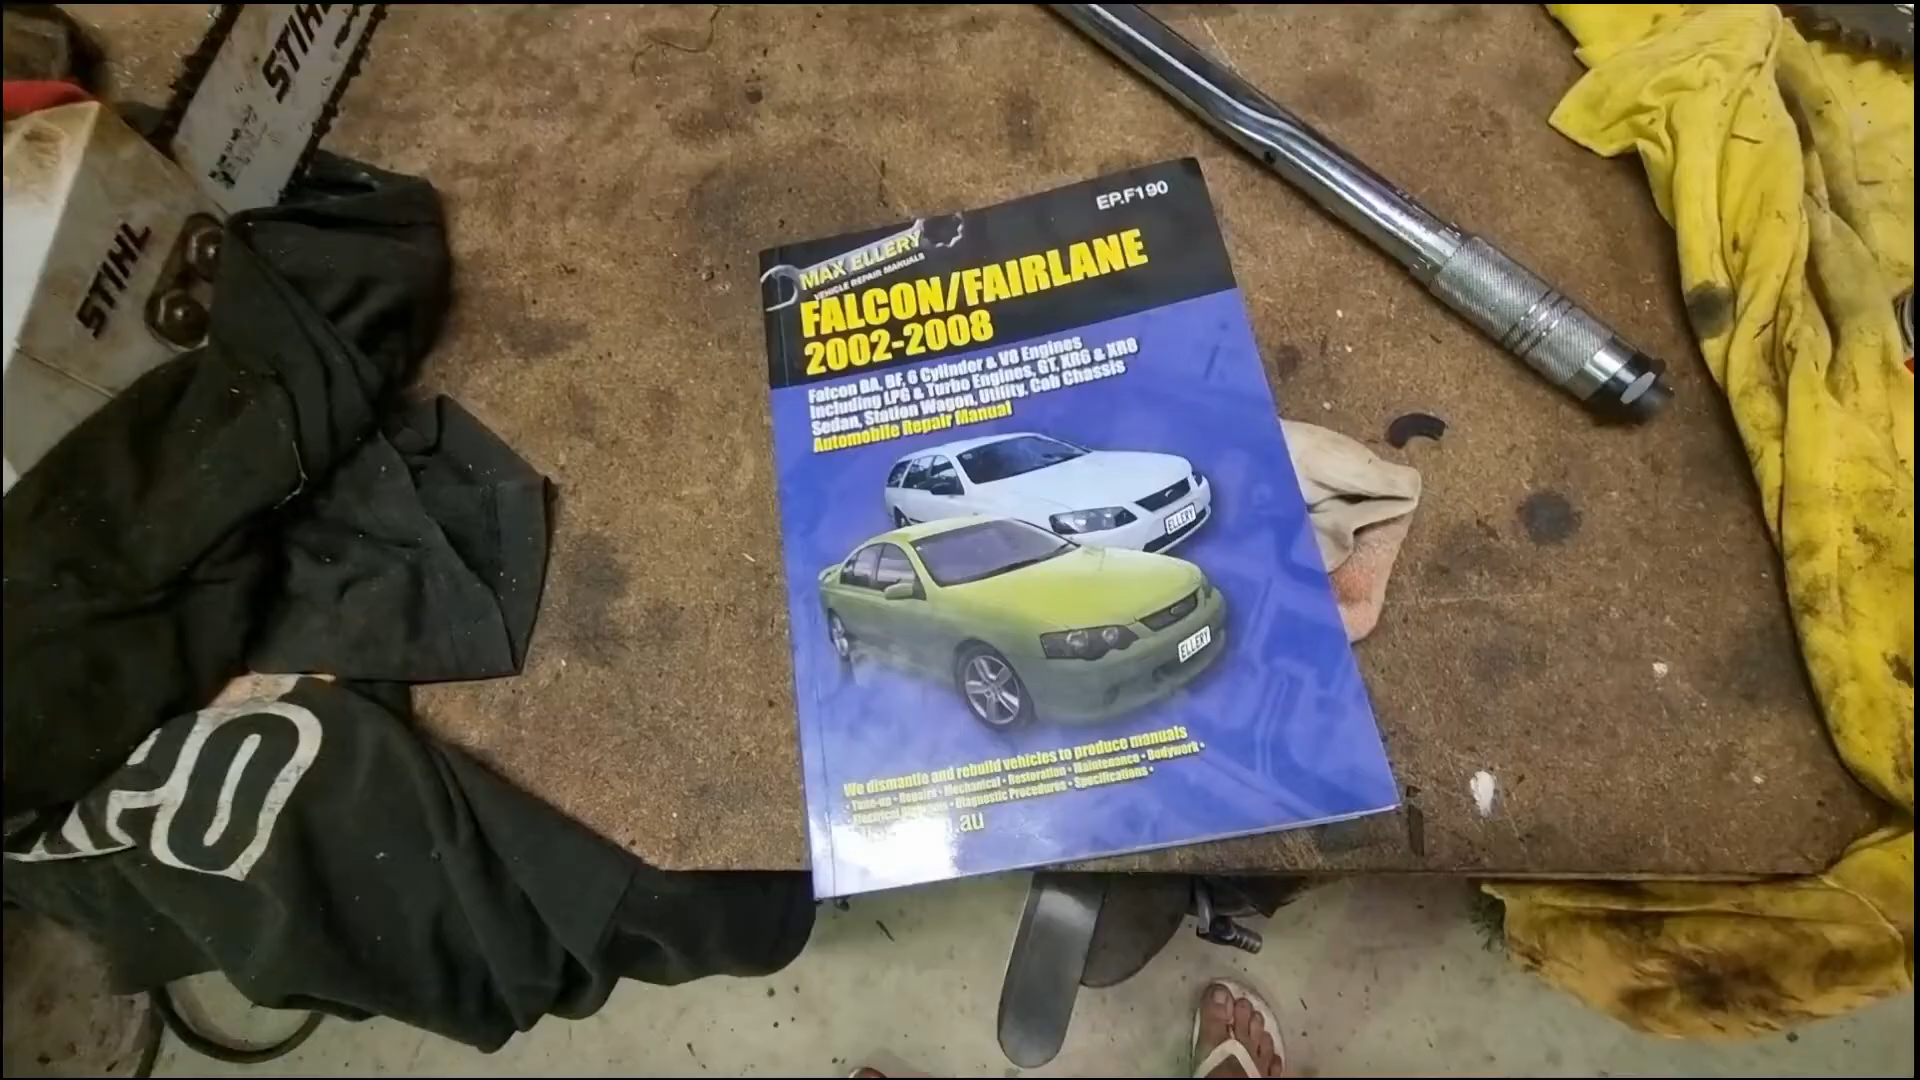 STIHL
STIHL
EP.F190
MAX ELLERY
VEHICLE REPAIR MANUALS
FALCON/FAIRLANE
2002-2008
Falcon BA, BF, 6 Cylinder & V8 Engines
Including LPG & Turbo Engines, GT, XR6 & XR8
Sedan, Station Wagon, Utility, Cab Chassis
Automobile Repair Manual
ELLERY
ELLERY
We dismantle and rebuild vehicles to produce manuals
• Tune-up • Repairs • Mechanical • Restoration • Maintenance • Bodywork •
• Electrical • Diagnostic Procedures • Specifications •
.au